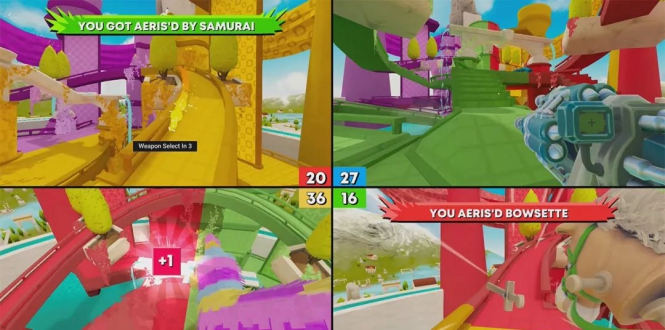 YOU GOT AERIS'D BY SAMURAI
Weapon Select In 3
20
27
36
16
+1
YOU AERIS'D BOWSETTE